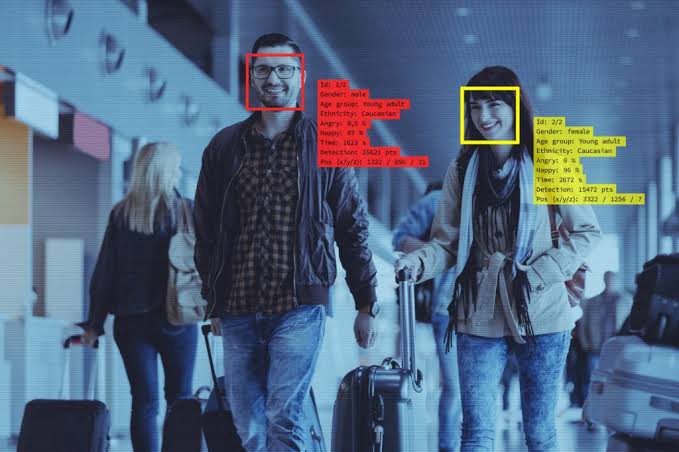 Id: 1/2
Gender: male
Age group: Young adult
Ethnicity: Caucasian
Angry: 0,5 %
Happy: 87 %
Time: 1623 s
Detection: 25621 pts
Pos (x/y/z): 1322 / 856 / 21
Id: 2/2
Gender: female
Age group: Young adult
Ethnicity: Caucasian
Angry: 0 %
Happy: 96 %
Time: 2672 s
Detection: 15472 pts
Pos (x/y/z): 3322 / 1256 / 7